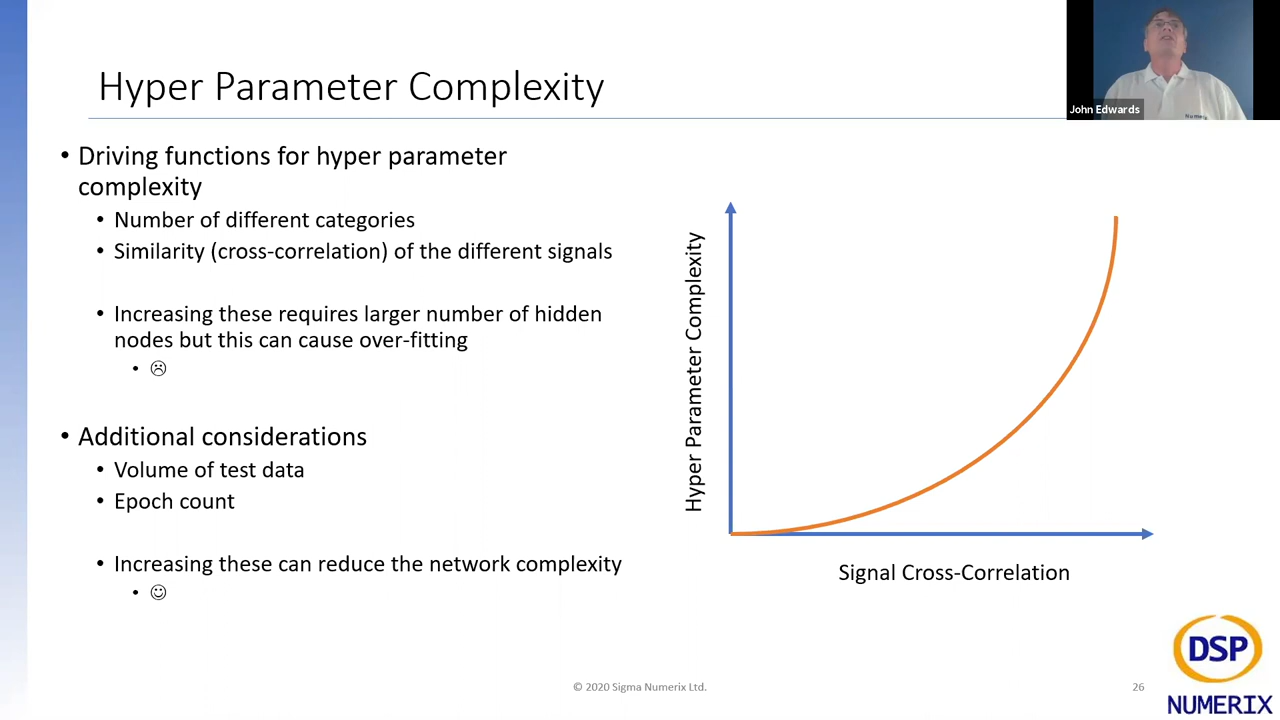 Hyper Parameter Complexity
John Edwards
• Driving functions for hyper parameter
complexity
• Number of different categories
• Similarity (cross-correlation) of the different signals
• Increasing these requires larger number of hidden
nodes but this can cause over-fitting
• ☹
• Additional considerations
• Volume of test data
• Epoch count
• Increasing these can reduce the network complexity
• ☺
Hyper Parameter Complexity
Signal Cross-Correlation
© 2020 Sigma Numerix Ltd.
26
DSP
NUMERIX